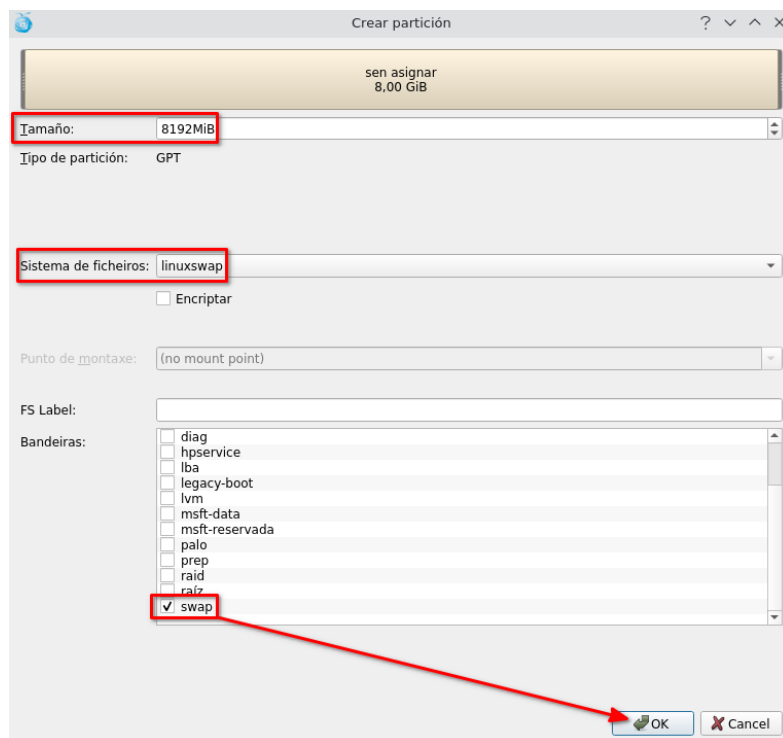 Crear partición
sen asignar
8,00 GiB
Tamaño: 8192MiB
Tipo de partición: GPT
Sistema de ficheiros: linuxswap
Encriptar
Punto de montaxe: (no mount point)
FS Label:
Bandeiras:
diag
hpservice
lba
legacy-boot
lvm
msft-data
msft-reservada
palo
prep
raid
raíz
swap
OK
Cancel